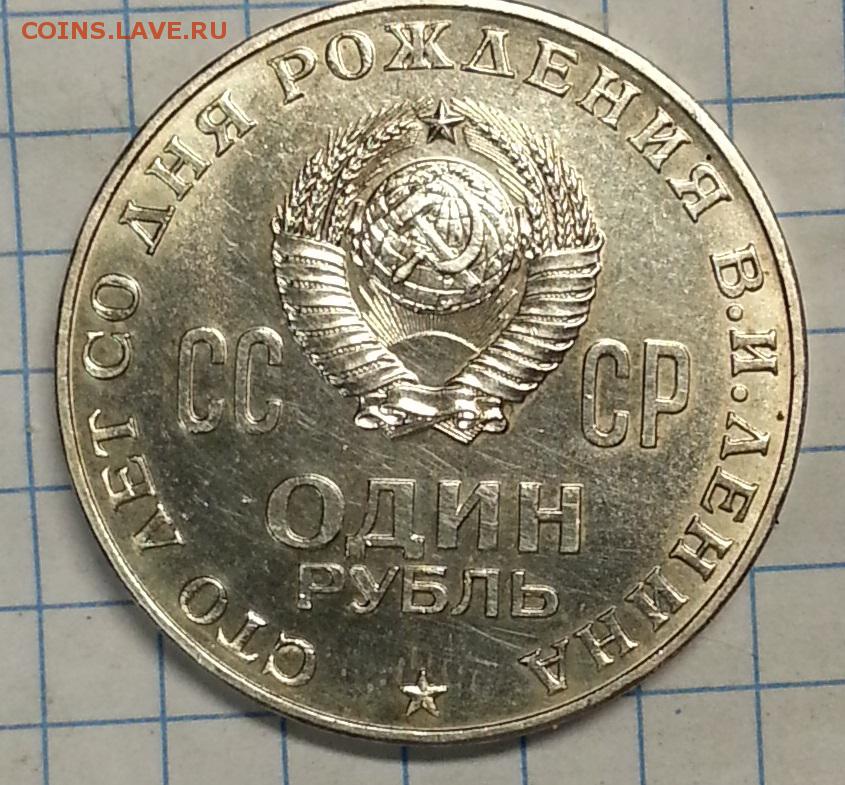 COINS.LAVE.RU
СТО ЛЕТ СО ДНЯ РОЖДЕНИЯ В.И.ЛЕНИНА
СС СР
ОДИН
РУБЛЬ